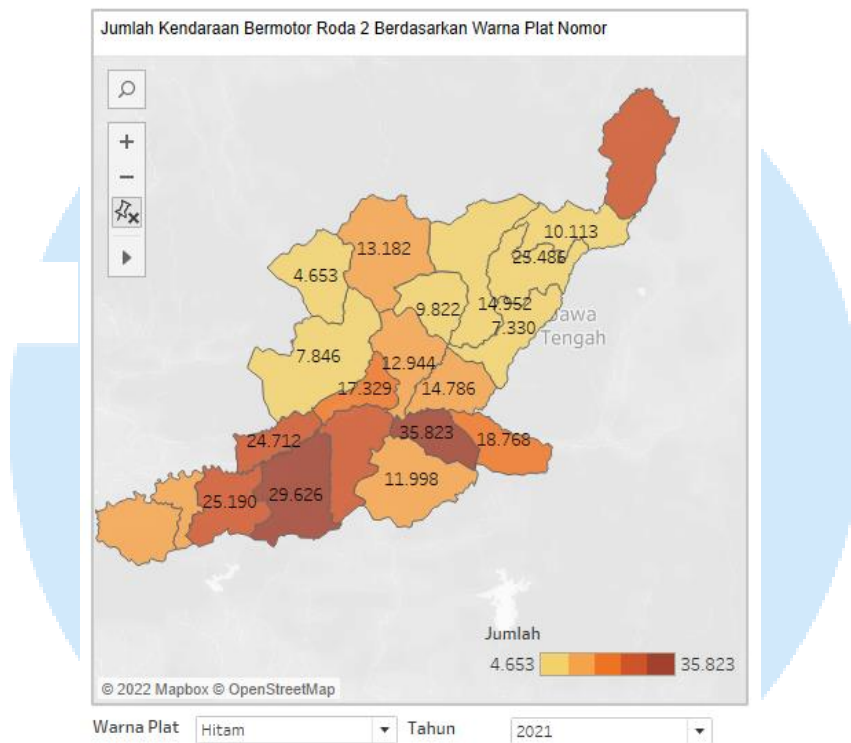 Jumlah Kendaraan Bermotor Roda 2 Berdasarkan Warna Plat Nomor
+
−
10.113
13.182
25.486
4.653
9.822
14.952
Jawa
7.330
Tengah
7.846
12.944
17.329
14.786
35.823
24.712
18.768
11.998
25.190
29.626
Jumlah
4.653
35.823
© 2022 Mapbox © OpenStreetMap
Warna Plat
Hitam
Tahun
2021